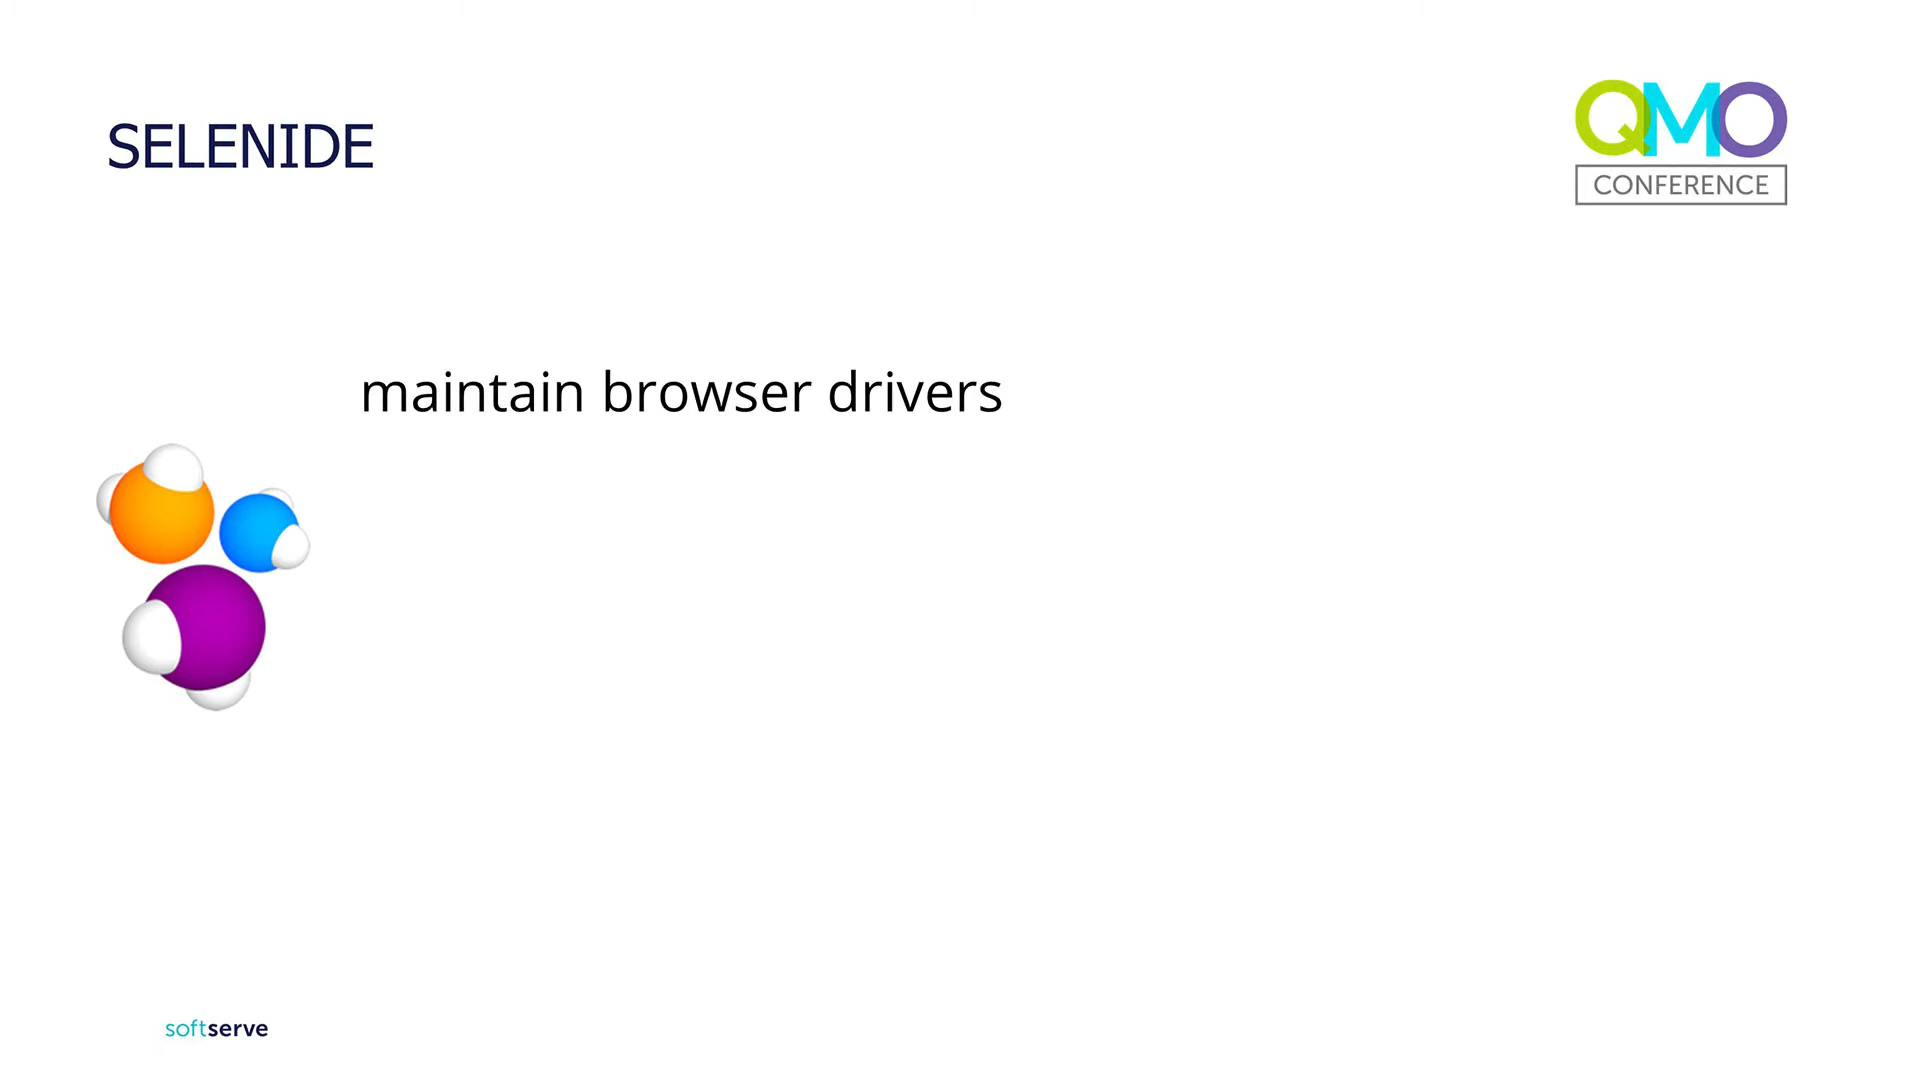 SELENIDE
QMO
CONFERENCE
maintain browser drivers
softserve